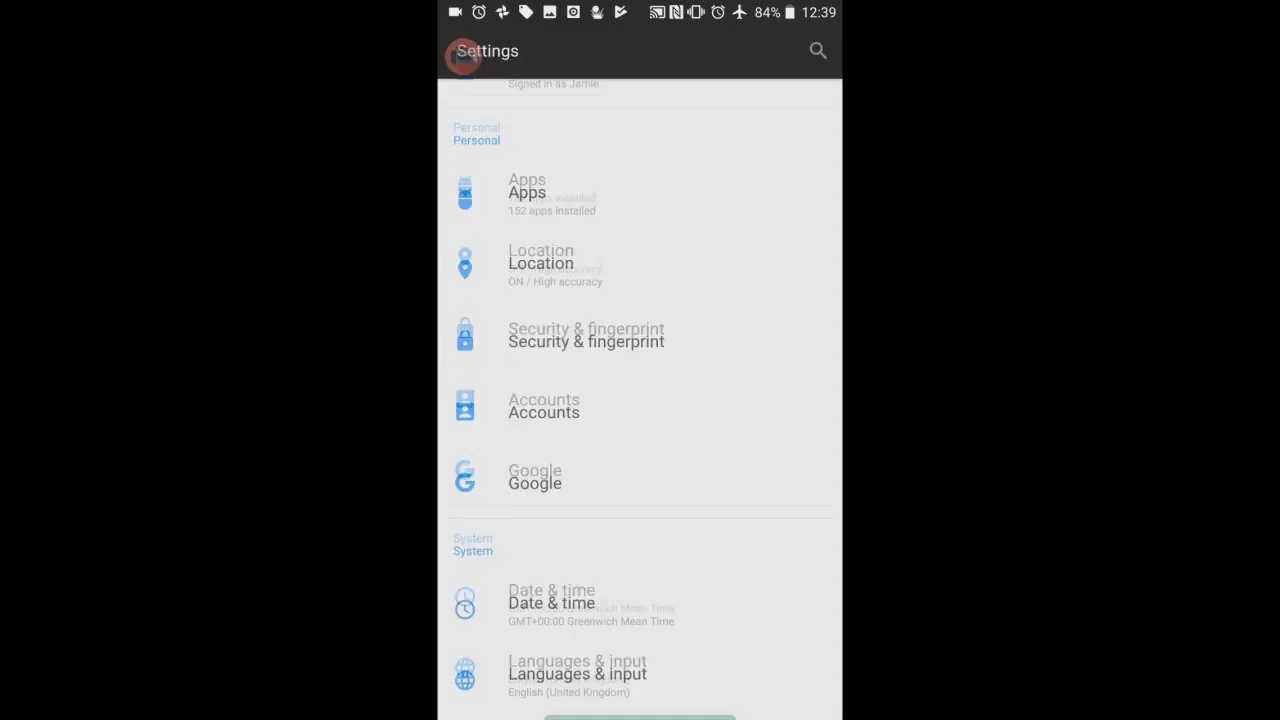 84% 12:39
Settings
Signed in as Jamie
Personal
Apps
152 apps installed
Location
ON / High accuracy
Security & fingerprint
Accounts
Google
System
Date & time
GMT+00:00 Greenwich Mean Time
Languages & input
English (United Kingdom)